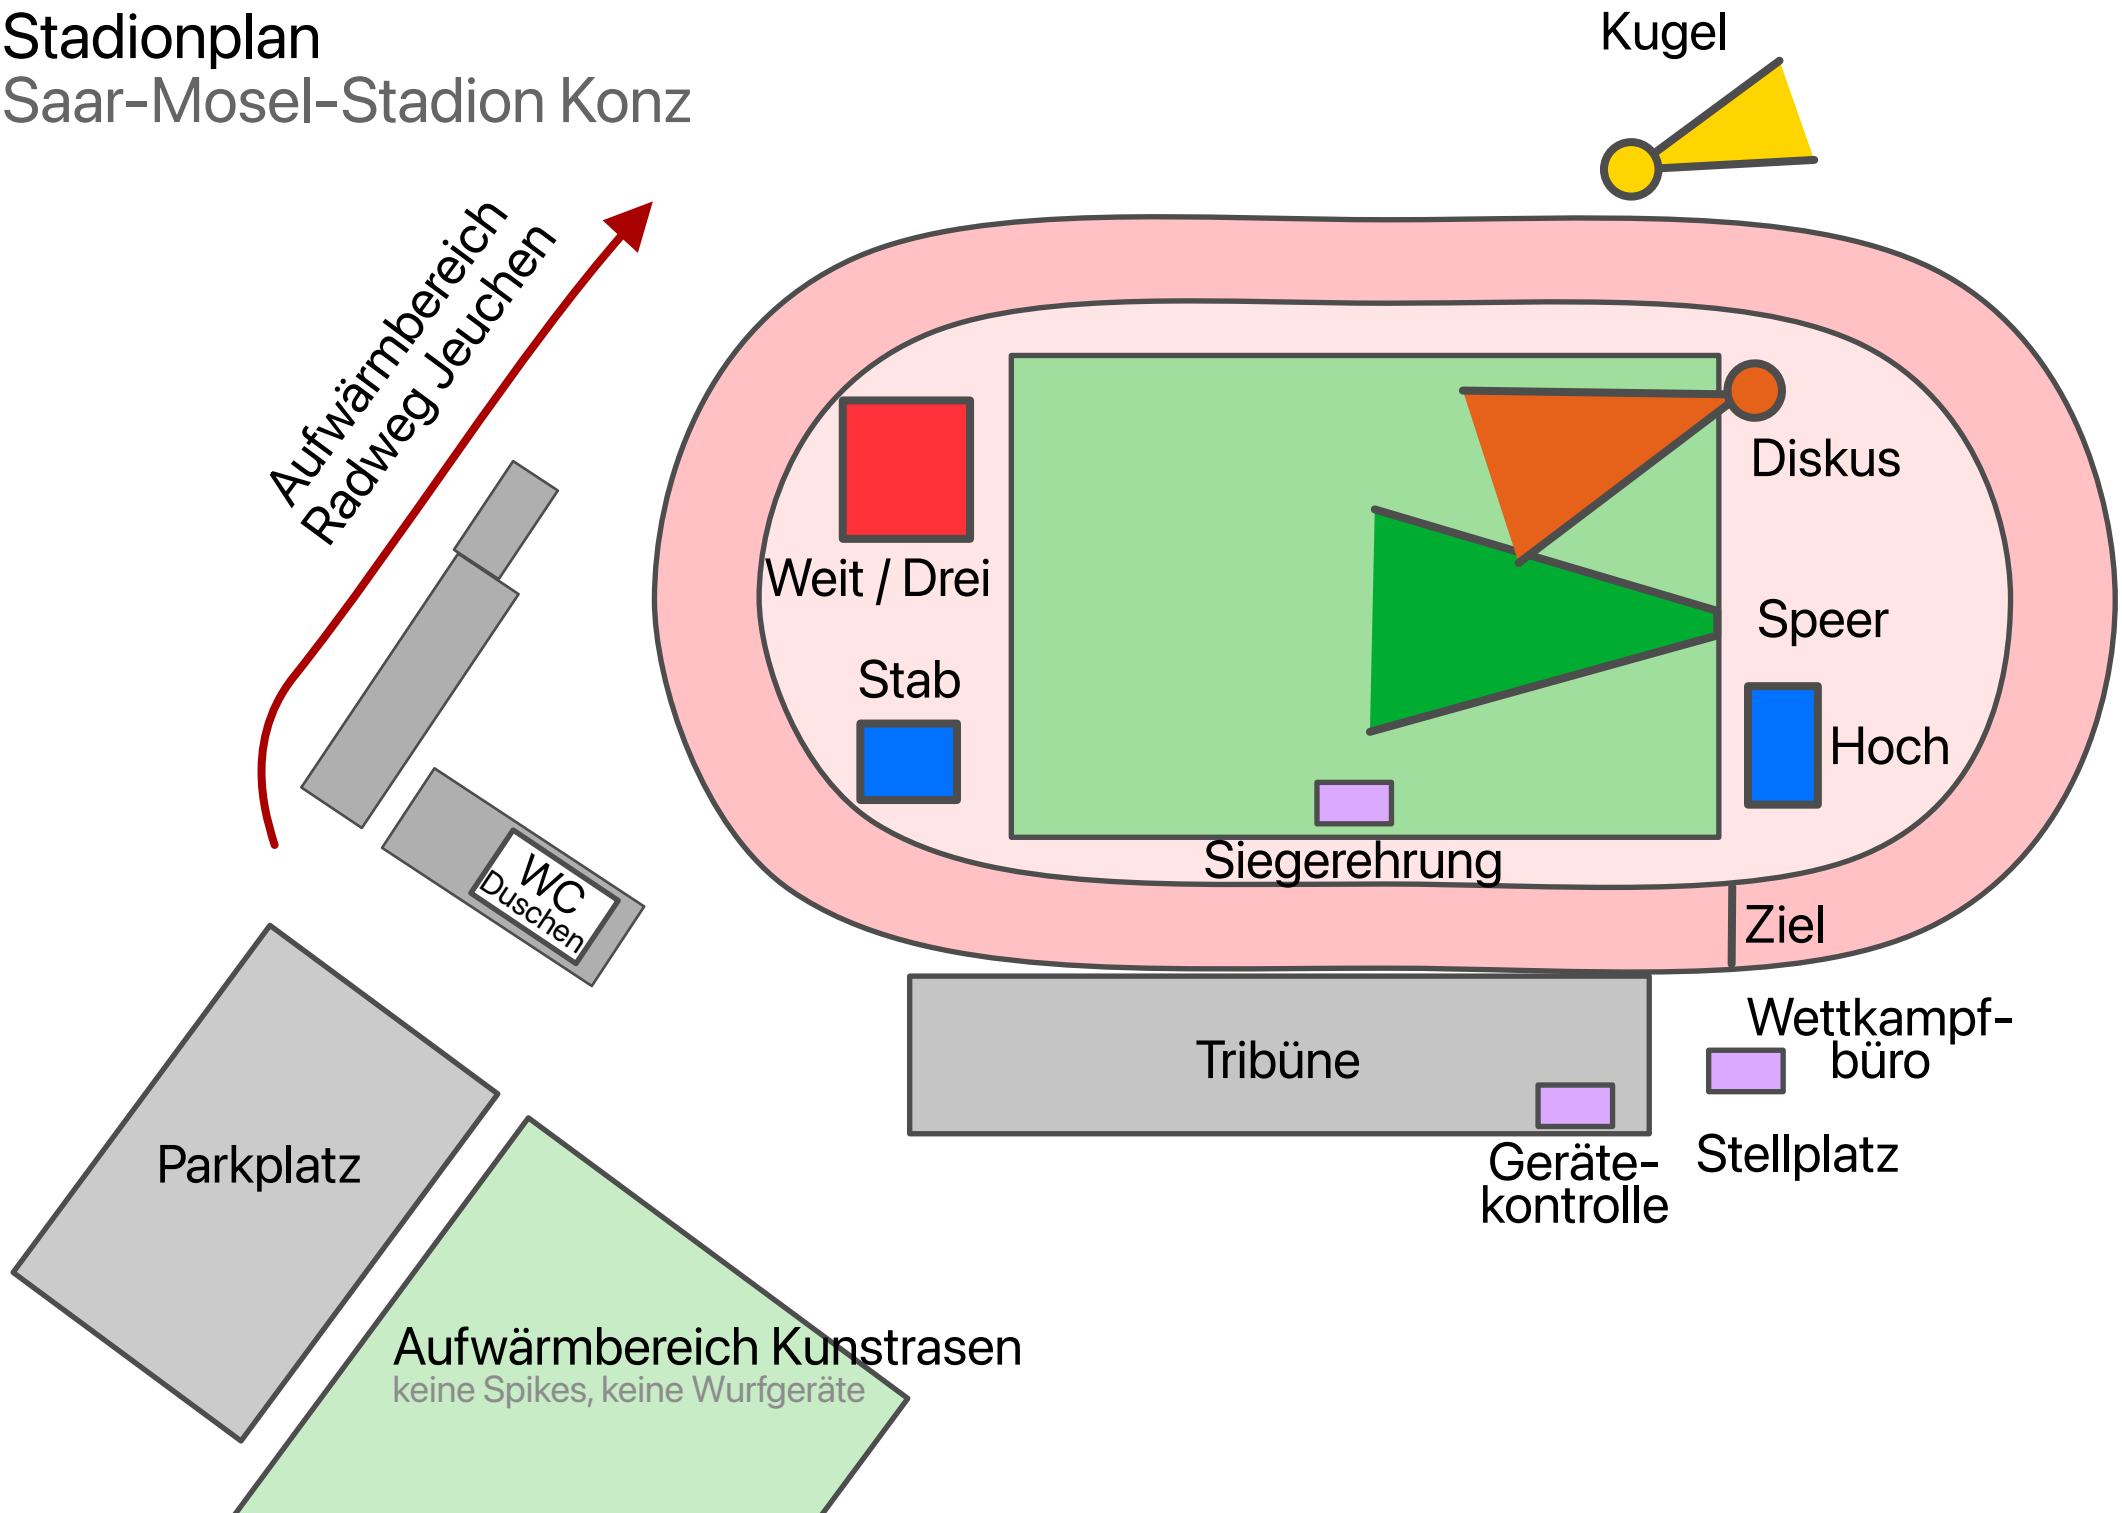 Stadionplan
Saar-Mosel-Stadion Konz
Kugel
Aufwärmbereich
Radweg Jeuchen
Diskus
Weit / Drei
Speer
Stab
Hoch
Siegerehrung
WC
Duschen
Ziel
Wettkampf-
büro
Tribüne
Stellplatz
Geräte-
kontrolle
Parkplatz
Aufwärmbereich Kunstrasen
keine Spikes, keine Wurfgeräte